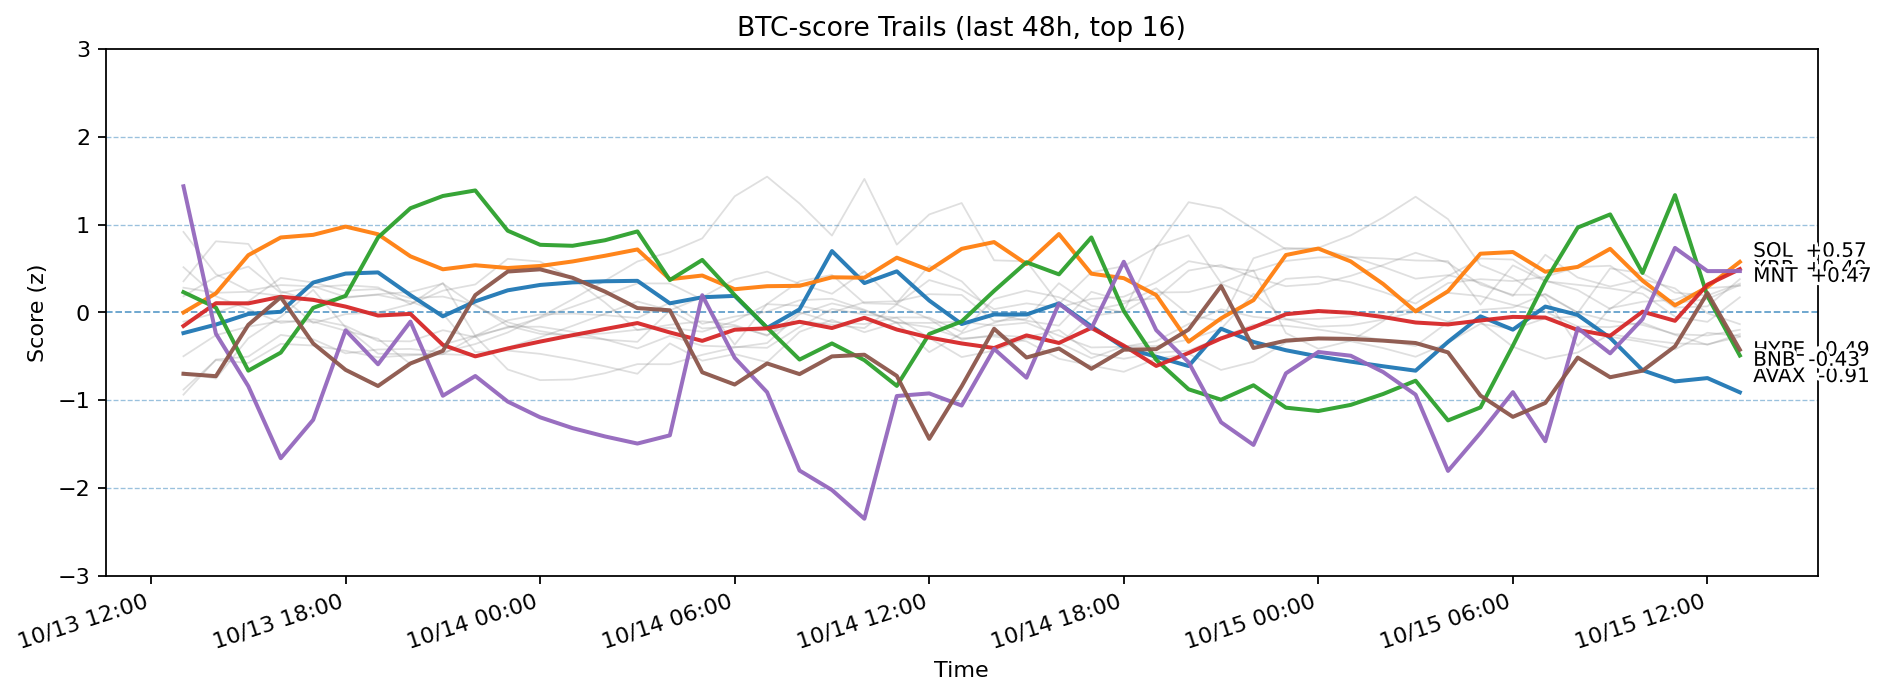 BTC-score Trails (last 48h, top 16)
3
2
1
0
−1
−2
−3
Score (z)
SOL +0.57
MNT +0.47
BNB -0.43
AVAX -0.91
10/13 12:00
10/13 18:00
10/14 00:00
10/14 06:00
10/14 12:00
10/14 18:00
10/15 00:00
10/15 06:00
10/15 12:00
Time